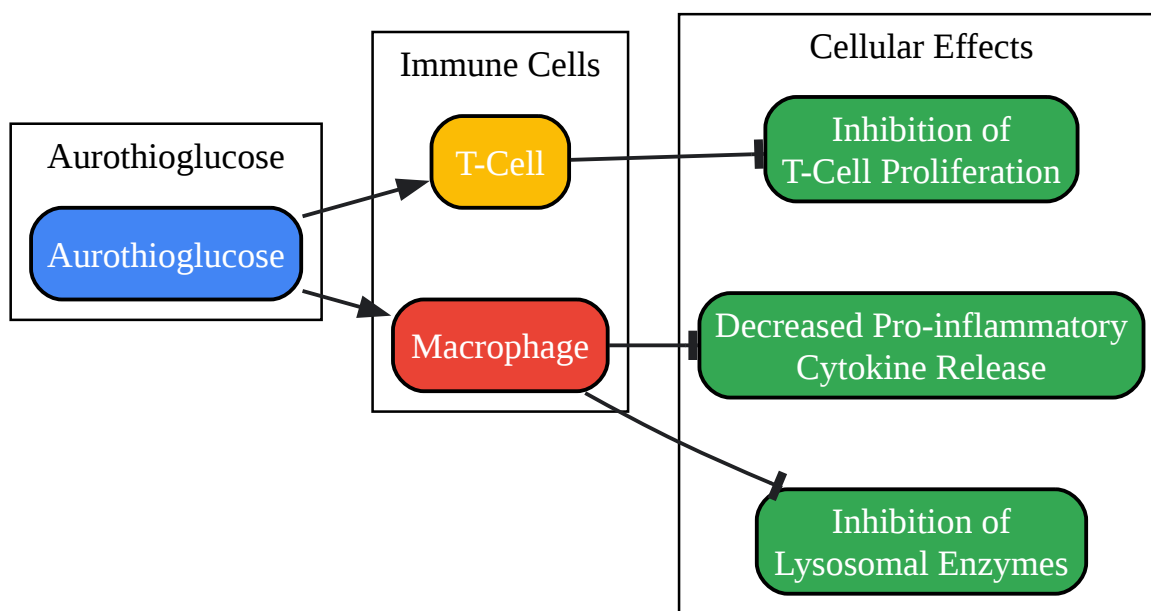 Aurothioglucose
Aurothioglucose
Immune Cells
T-Cell
Macrophage
Cellular Effects
Inhibition of
T-Cell Proliferation
Decreased Pro-inflammatory
Cytokine Release
Inhibition of
Lysosomal Enzymes